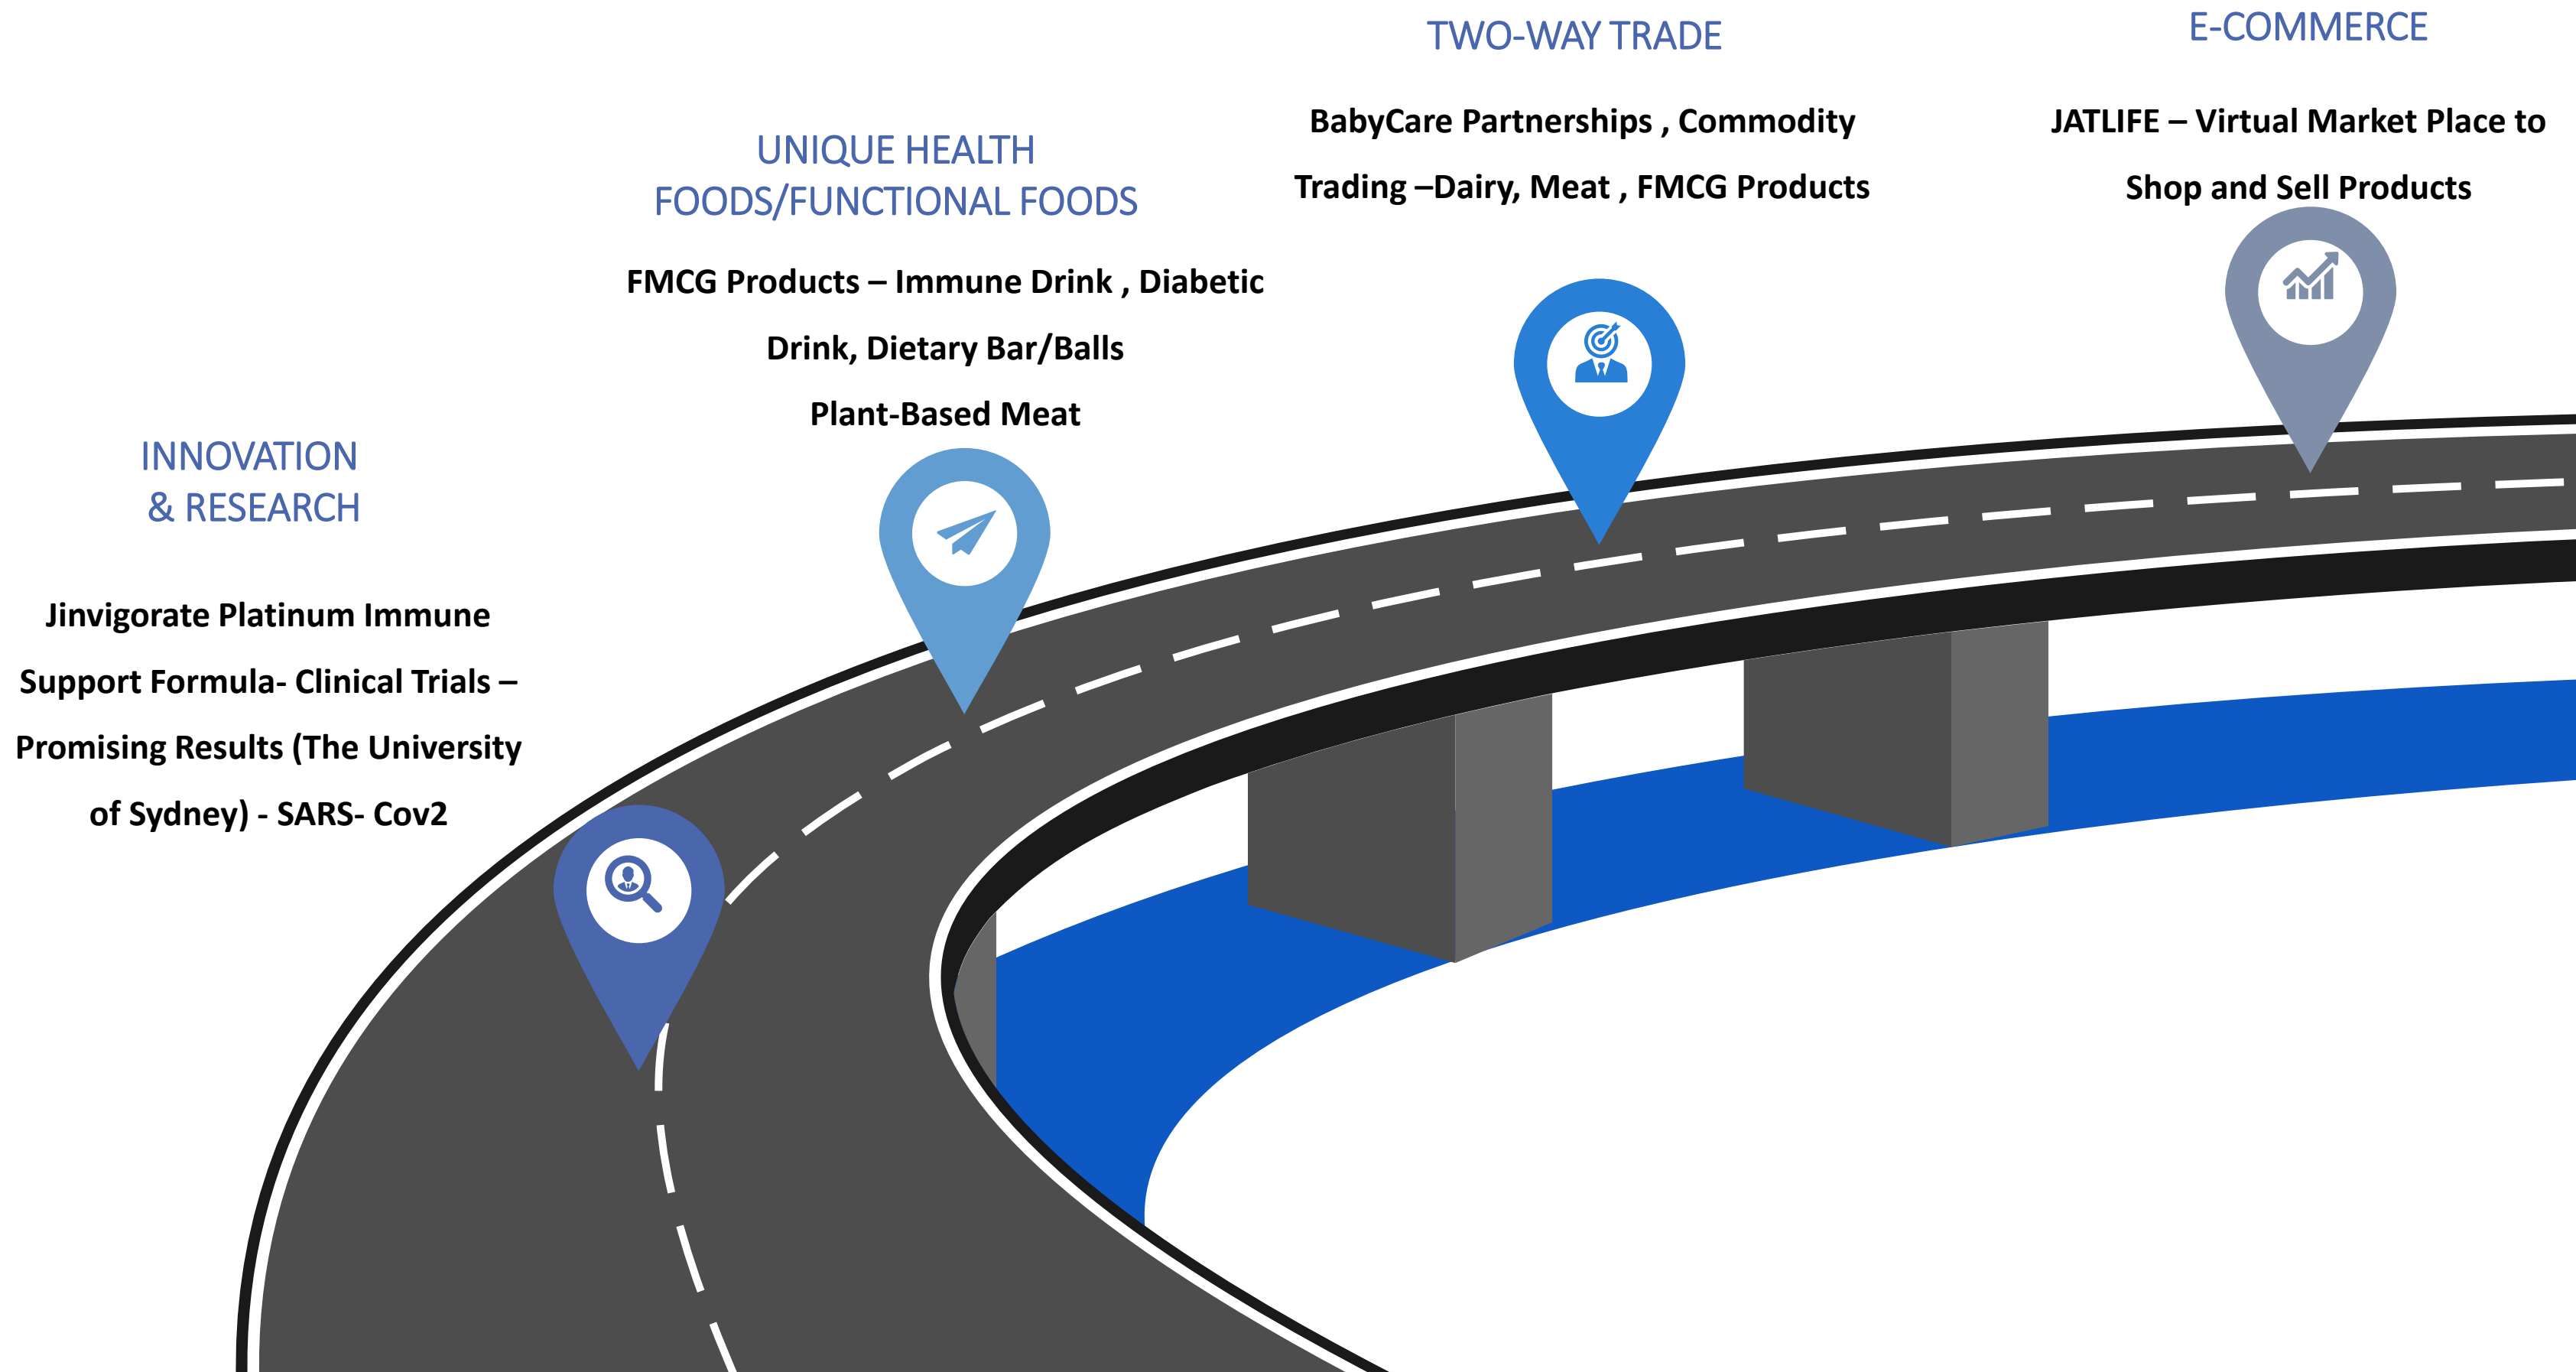 INNOVATION
& RESEARCH
Jinvigorate Platinum Immune
Support Formula- Clinical Trials –
Promising Results (The University
of Sydney) - SARS- Cov2
UNIQUE HEALTH
FOODS/FUNCTIONAL FOODS
FMCG Products – Immune Drink , Diabetic
Drink, Dietary Bar/Balls
Plant-Based Meat
TWO-WAY TRADE
BabyCare Partnerships , Commodity
Trading –Dairy, Meat , FMCG Products
E-COMMERCE
JATLIFE – Virtual Market Place to
Shop and Sell Products